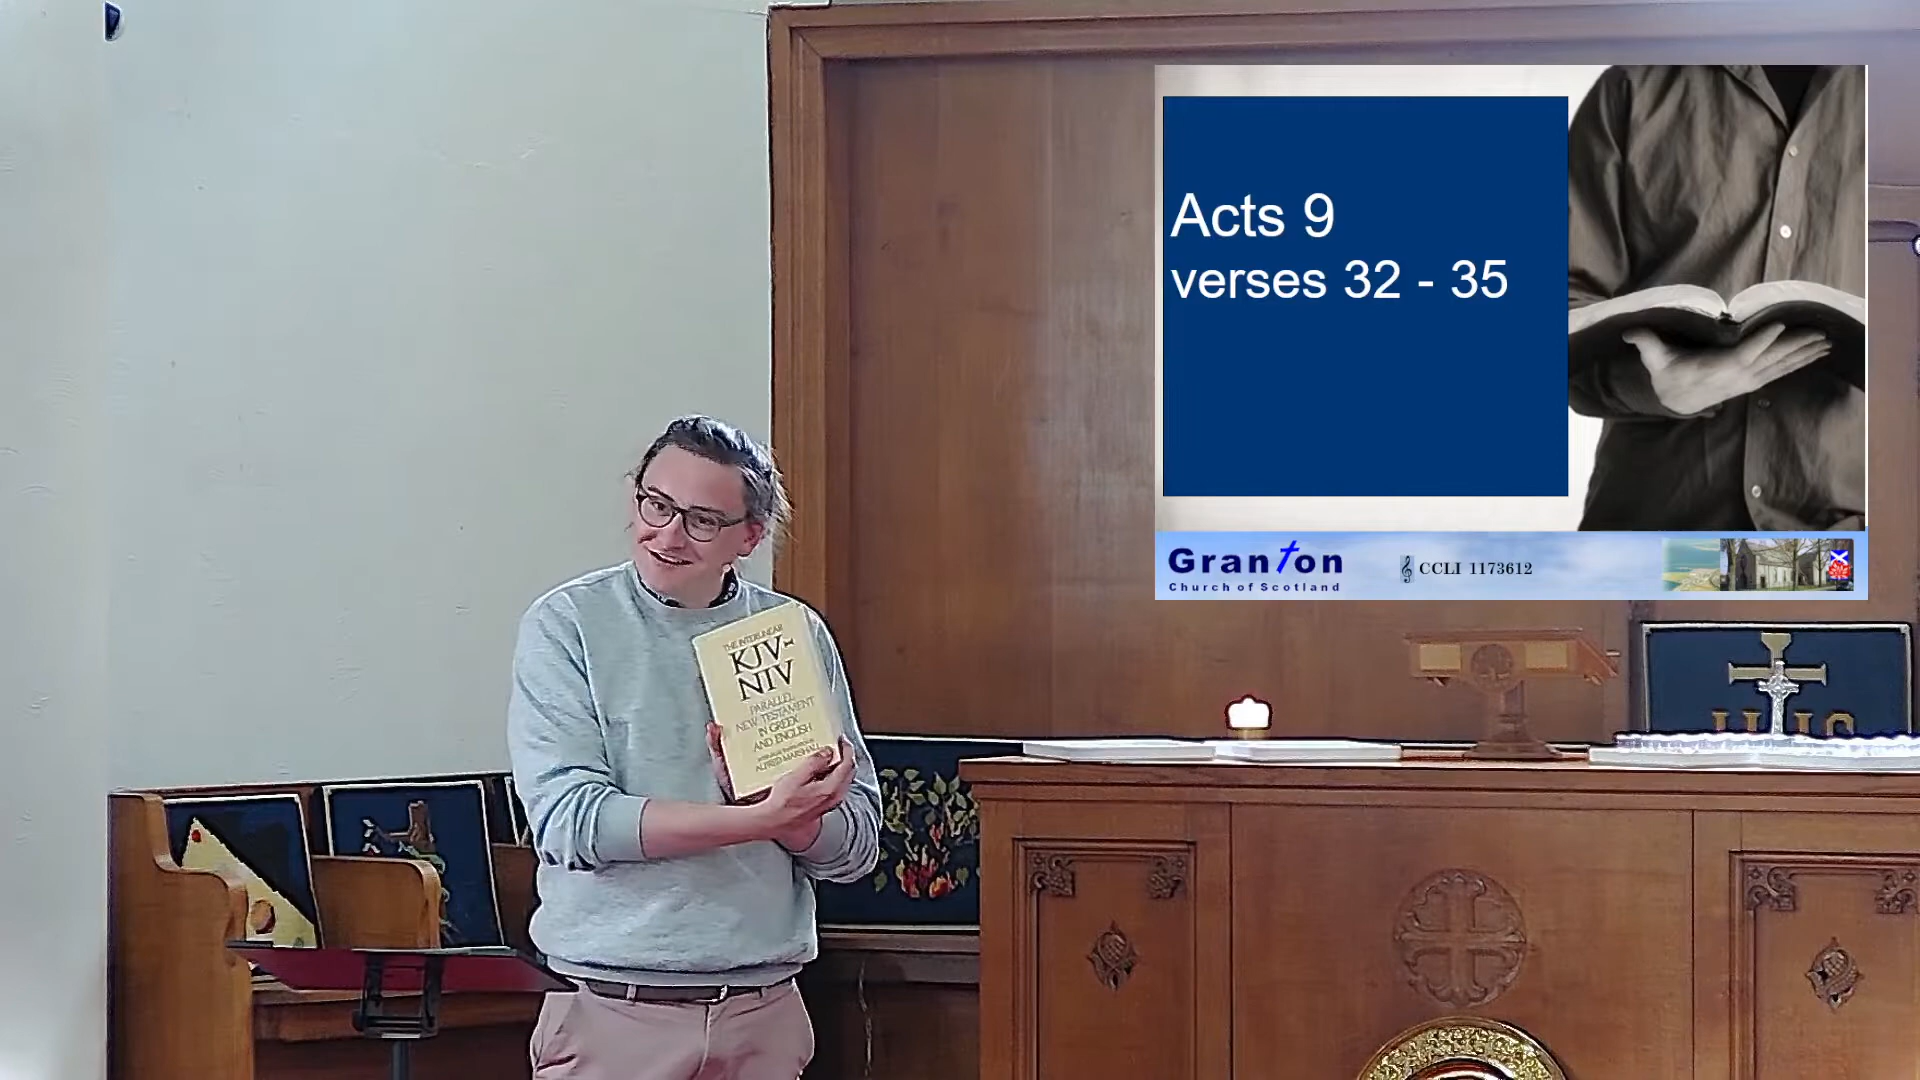 Acts 9
verses 32 - 35
Granton
Church of Scotland
CCLI 1173612
THE INTERLINEAR
KJV-
NIV
PARALLEL
NEW TESTAMENT
IN GREEK
AND ENGLISH
ALFRED MARSHALL
IHS